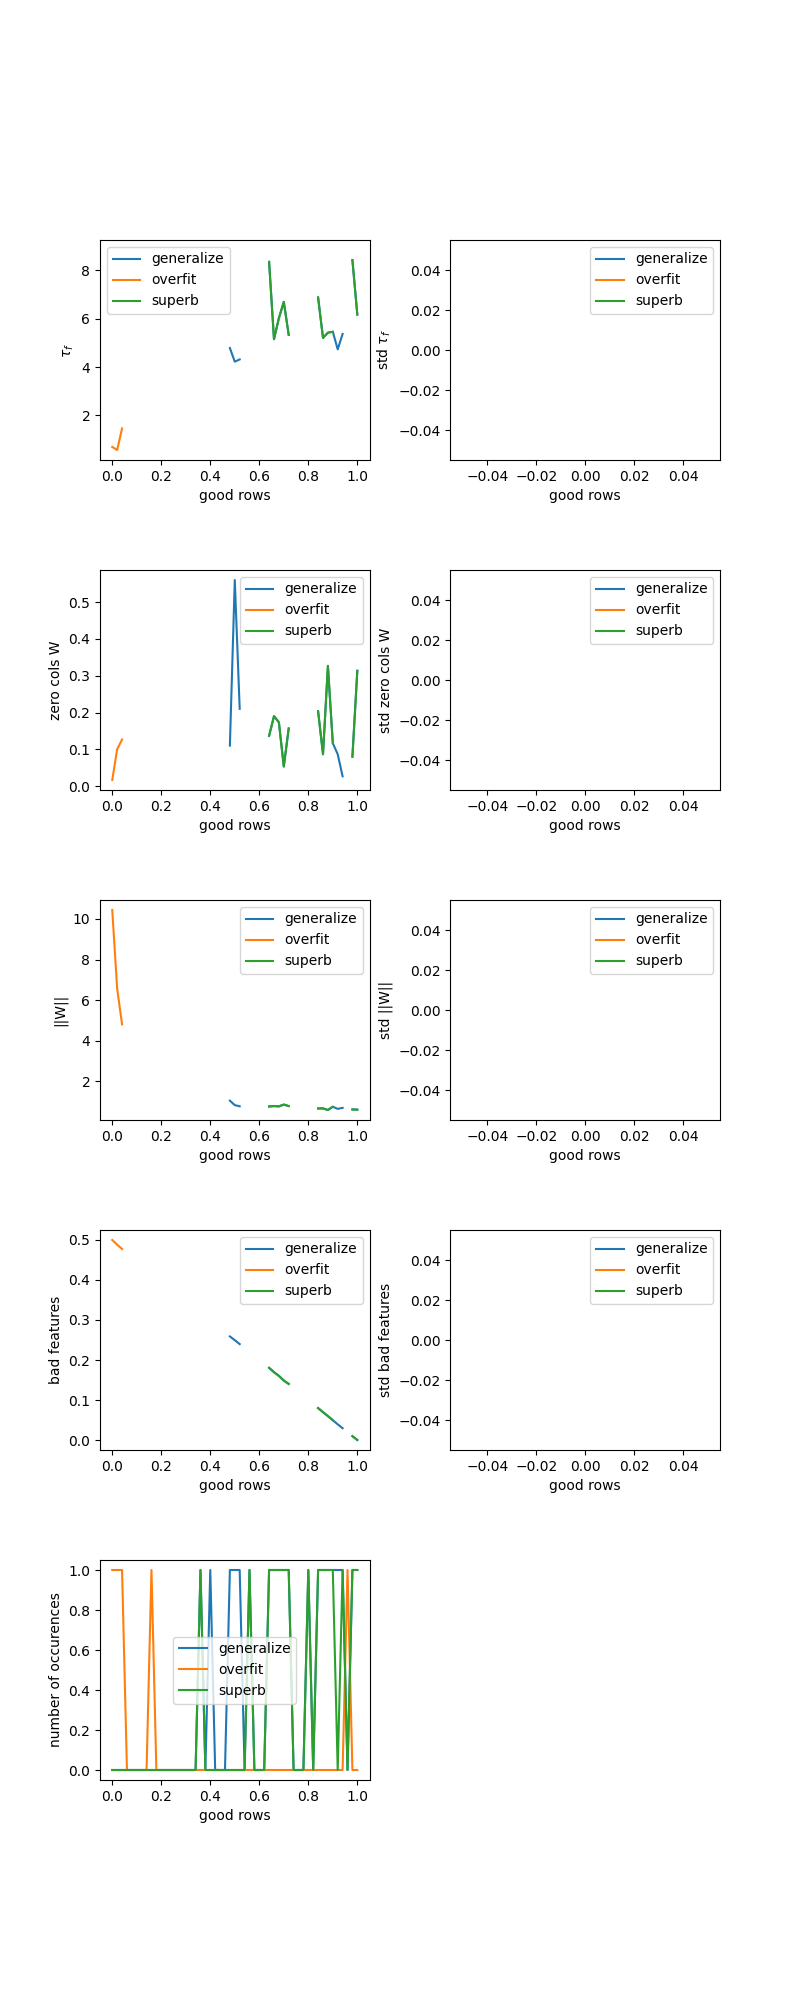 generalize
overfit
superb
8
6
4
2
τf
0.0 0.2 0.4 0.6 0.8 1.0
good rows
generalize
overfit
superb
0.04
0.02
0.00
−0.02
−0.04
std τf
−0.04 −0.02 0.00 0.02 0.04
good rows
generalize
overfit
superb
0.5
0.4
0.3
0.2
0.1
0.0
zero cols W
0.0 0.2 0.4 0.6 0.8 1.0
good rows
generalize
overfit
superb
0.04
0.02
0.00
−0.02
−0.04
std zero cols W
−0.04 −0.02 0.00 0.02 0.04
good rows
generalize
overfit
superb
10
8
6
4
2
||W||
0.0 0.2 0.4 0.6 0.8 1.0
good rows
generalize
overfit
superb
0.04
0.02
0.00
−0.02
−0.04
std ||W||
−0.04 −0.02 0.00 0.02 0.04
good rows
generalize
overfit
superb
0.5
0.4
0.3
0.2
0.1
0.0
bad features
0.0 0.2 0.4 0.6 0.8 1.0
good rows
generalize
overfit
superb
0.04
0.02
0.00
−0.02
−0.04
std bad features
−0.04 −0.02 0.00 0.02 0.04
good rows
generalize
overfit
superb
1.0
0.8
0.6
0.4
0.2
0.0
number of occurences
0.0 0.2 0.4 0.6 0.8 1.0
good rows